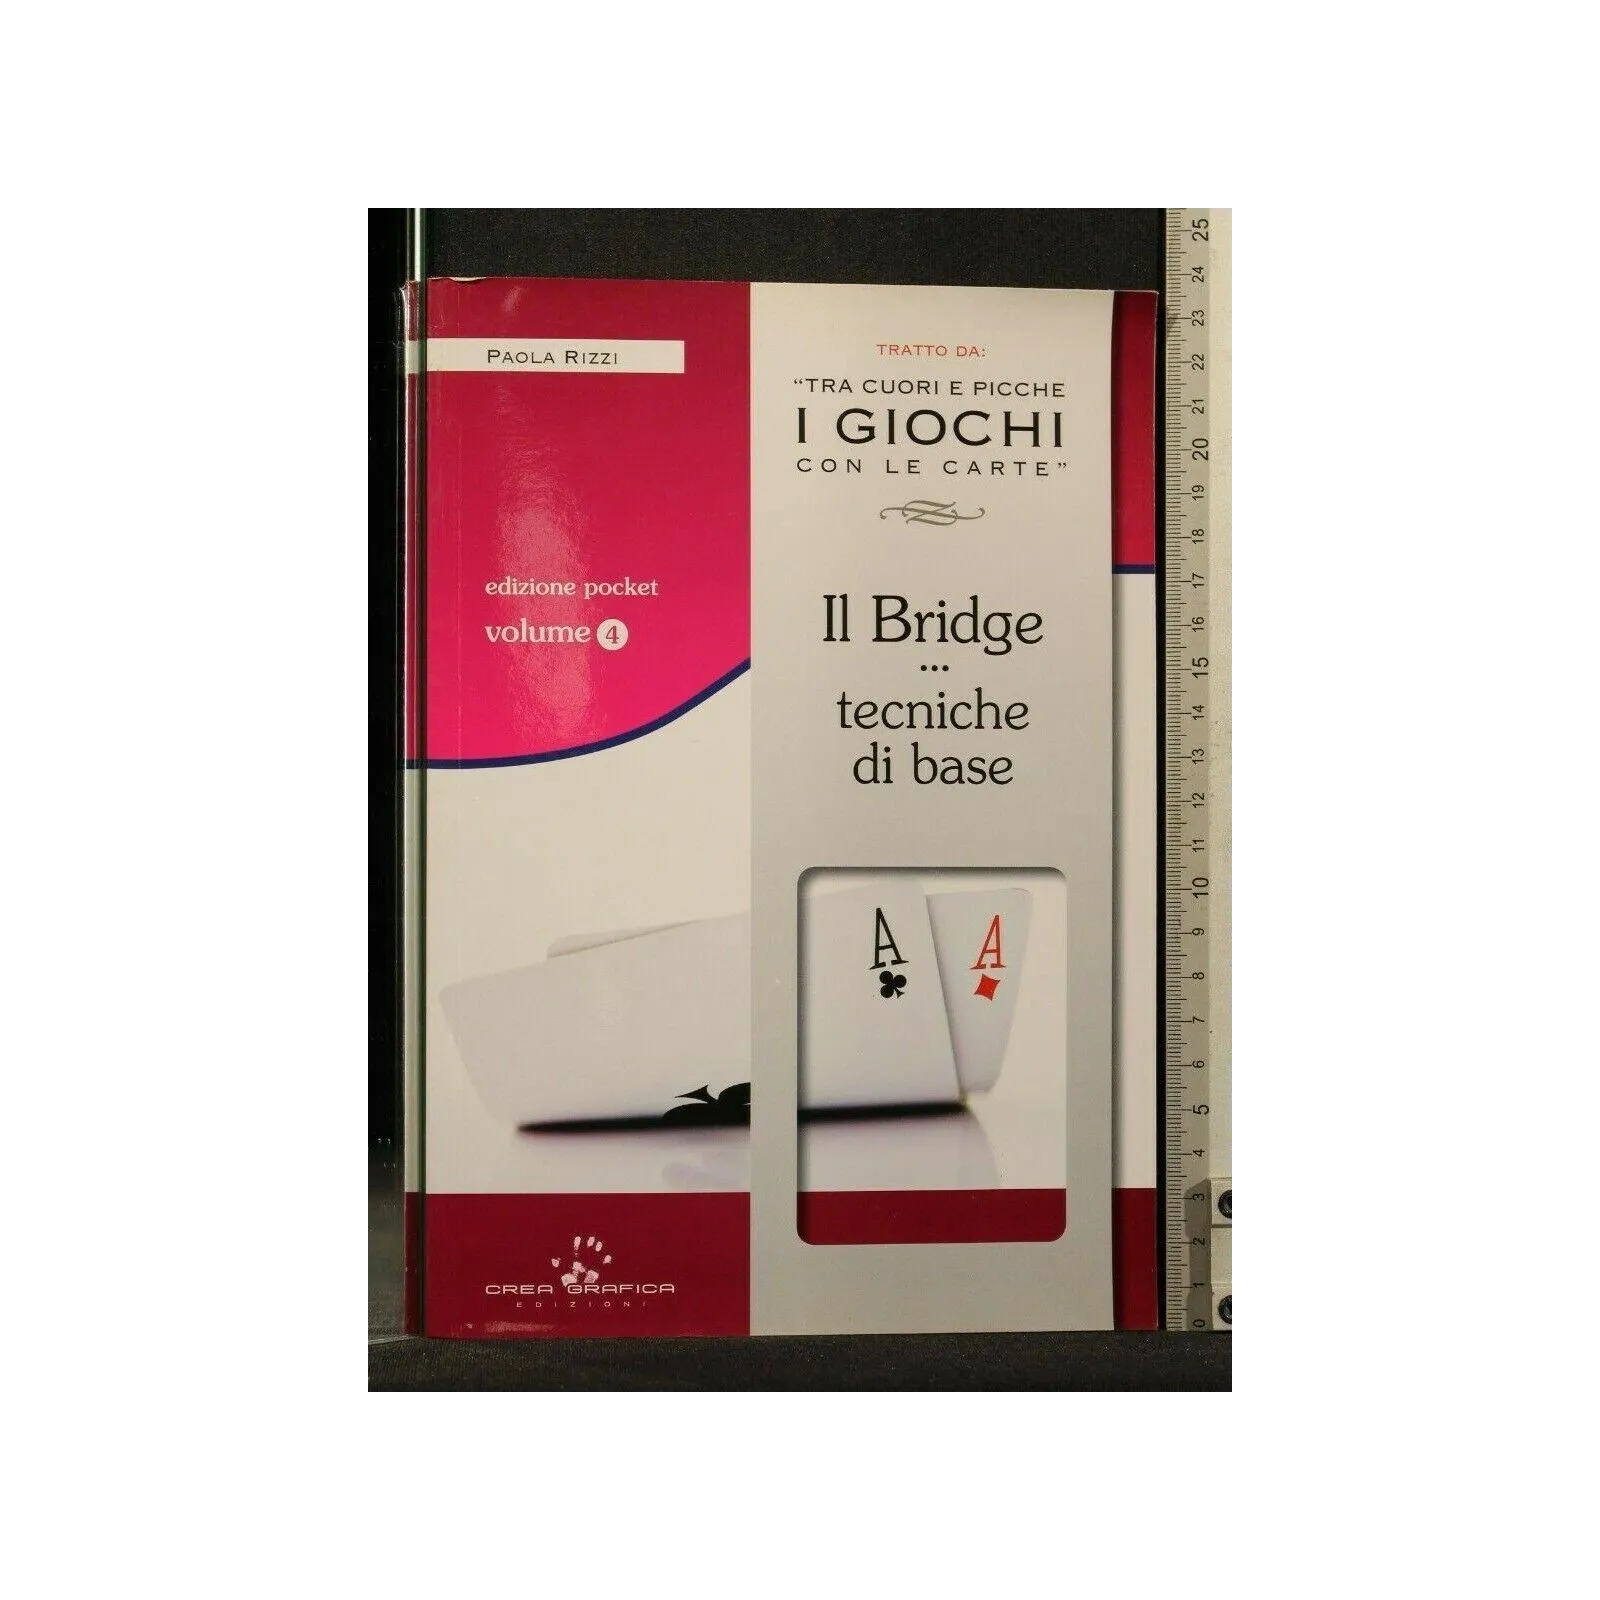 PAOLA RIZZI
edizione pocket
volume 4
TRATTO DA:
“TRA CUORI E PICCHE
I GIOCHI
CON LE CARTE”
Il Bridge
...
tecniche
di base
A
A
CREA GRAFICA
EDIZIONI
25
24
23
22
21
20
19
18
17
16
15
14
13
12
11
10
9
8
7
6
5
4
3
2
1
0